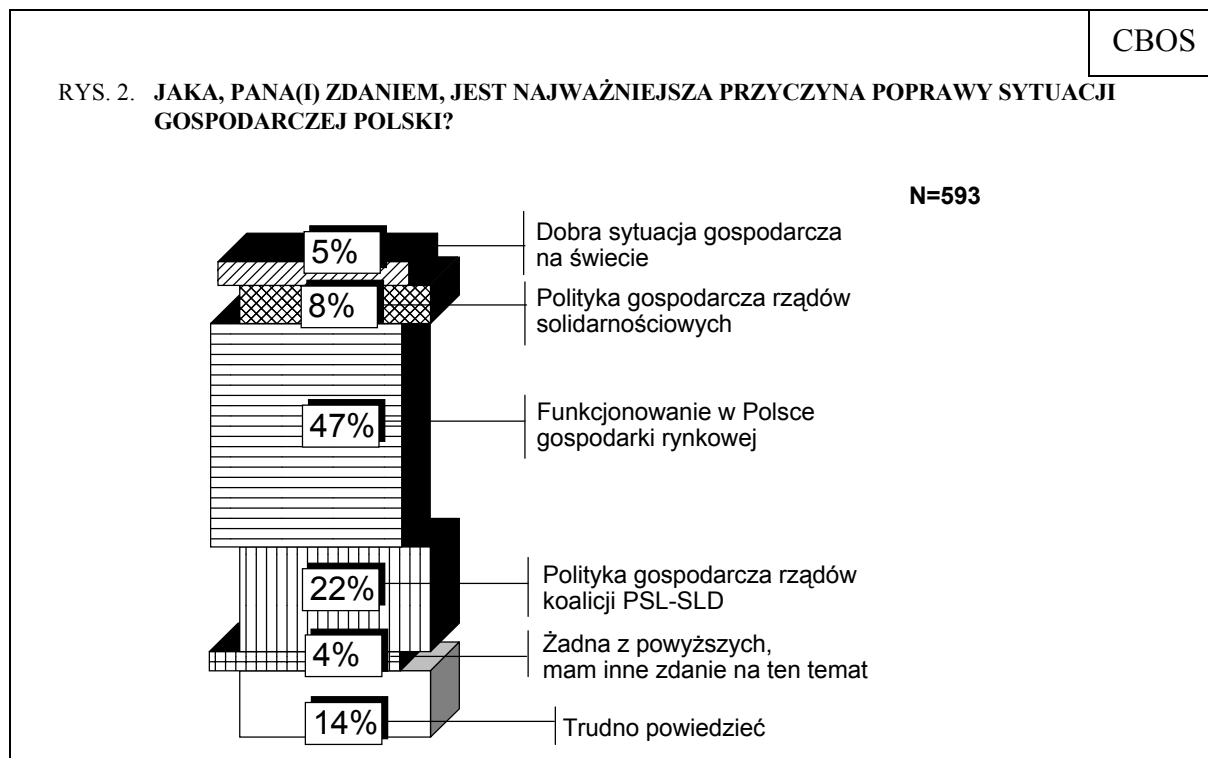 CBOS
RYS. 2. JAKA, PANA(I) ZDANIEM, JEST NAJWAŻNIEJSZA PRZYCZYNA POPRAWY SYTUACJI
GOSPODARCZEJ POLSKI?
N=593
5%
Dobra sytuacja gospodarcza
na świecie
8%
Polityka gospodarcza rządów
solidarnościowych
47%
Funkcjonowanie w Polsce
gospodarki rynkowej
22%
Polityka gospodarcza rządów
koalicji PSL-SLD
4%
Żadna z powyższych,
mam inne zdanie na ten temat
14%
Trudno powiedzieć